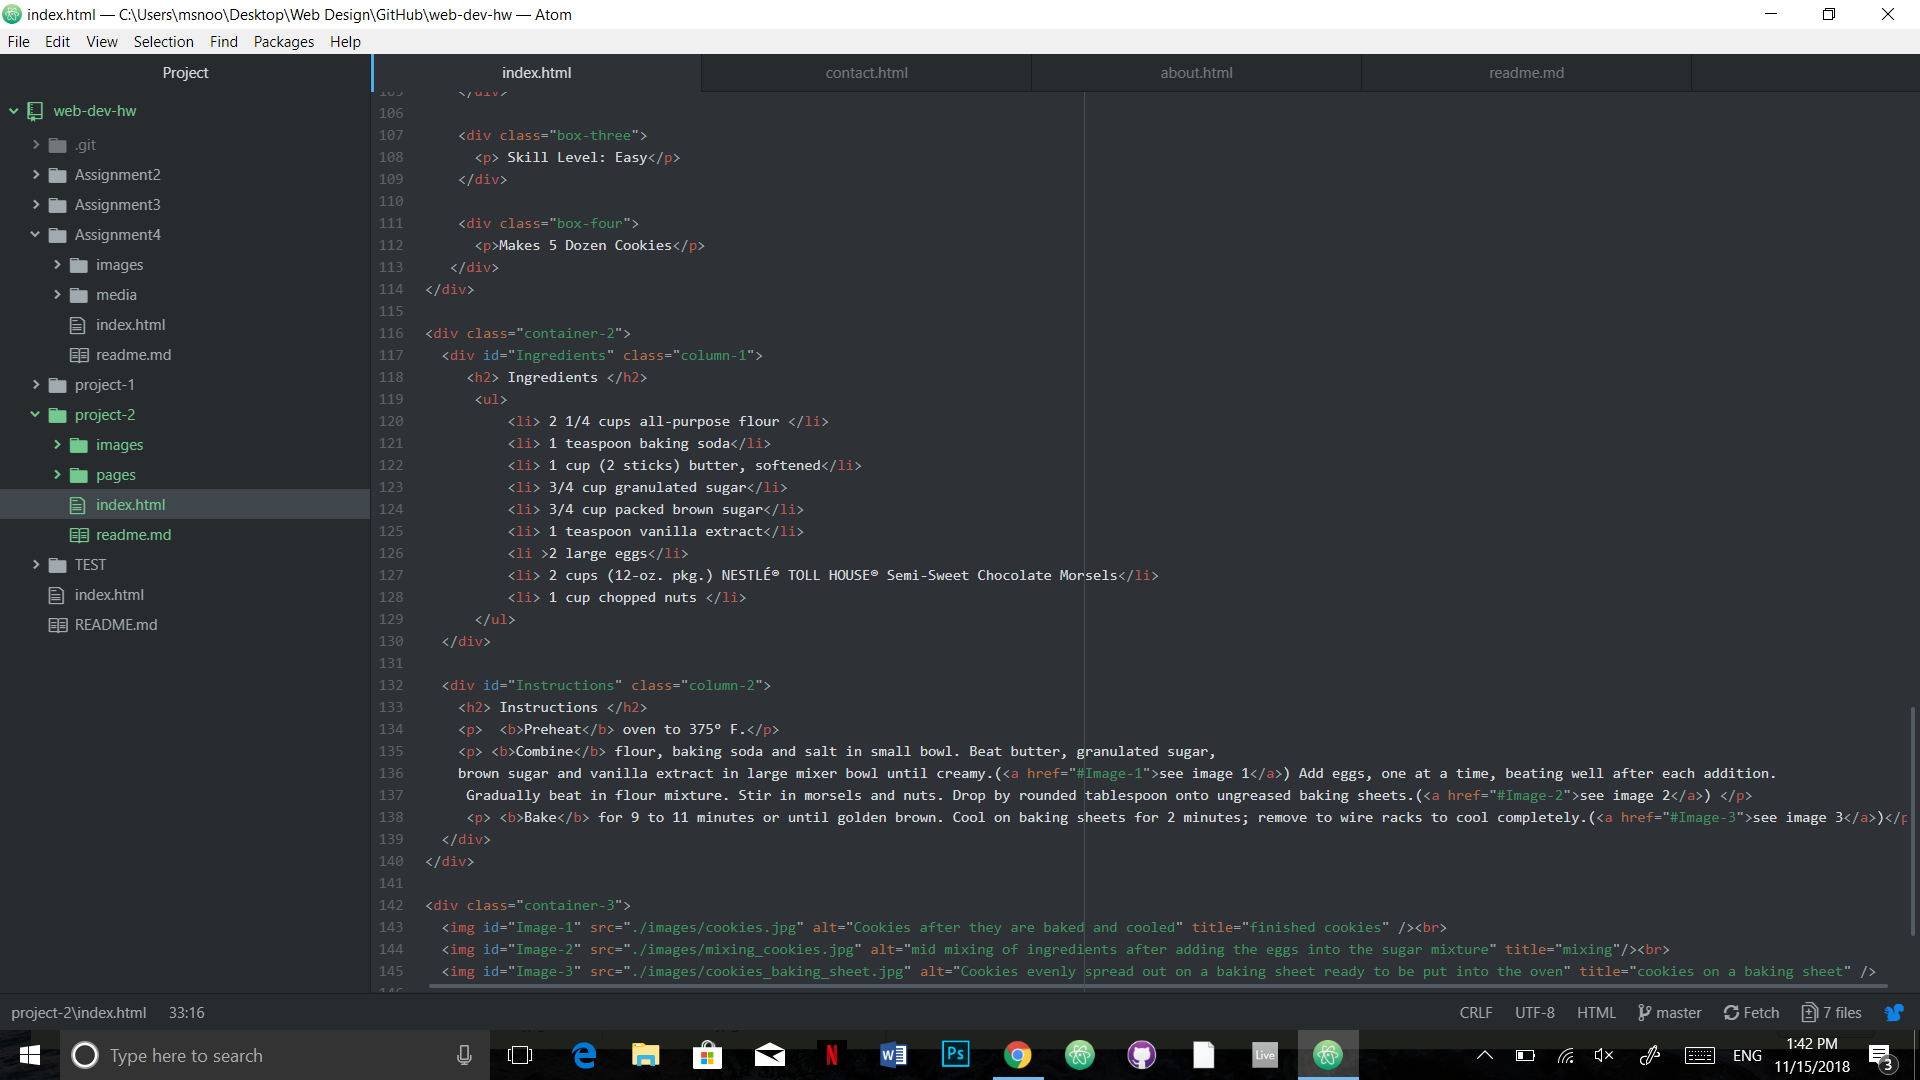 index.html — C:\Users\msnoo\Desktop\Web Design\GitHub\web-dev-hw — Atom
File Edit View Selection Find Packages Help
Project
index.html contact.html about.html readme.md
web-dev-hw
.git
Assignment2
Assignment3
Assignment4
images
media
index.html
readme.md
project-1
project-2
images
pages
index.html
readme.md
TEST
index.html
README.md
105 </div>
106
107 <div class="box-three">
108 <p> Skill Level: Easy</p>
109 </div>
110
111 <div class="box-four">
112 <p>Makes 5 Dozen Cookies</p>
113 </div>
114 </div>
115
116 <div class="container-2">
117 <div id="Ingredients" class="column-1">
118 <h2> Ingredients </h2>
119 <ul>
120 <li> 2 1/4 cups all-purpose flour </li>
121 <li> 1 teaspoon baking soda</li>
122 <li> 1 cup (2 sticks) butter, softened</li>
123 <li> 3/4 cup granulated sugar</li>
124 <li> 3/4 cup packed brown sugar</li>
125 <li> 1 teaspoon vanilla extract</li>
126 <li >2 large eggs</li>
127 <li> 2 cups (12-oz. pkg.) NESTLÉ® TOLL HOUSE® Semi-Sweet Chocolate Morsels</li>
128 <li> 1 cup chopped nuts </li>
129 </ul>
130 </div>
131
132 <div id="Instructions" class="column-2">
133 <h2> Instructions </h2>
134 <p> <b>Preheat</b> oven to 375° F.</p>
135 <p> <b>Combine</b> flour, baking soda and salt in small bowl. Beat butter, granulated sugar,
136 brown sugar and vanilla extract in large mixer bowl until creamy.(<a href="#Image-1">see image 1</a>) Add eggs, one at a time, beating well after each addition.
137 Gradually beat in flour mixture. Stir in morsels and nuts. Drop by rounded tablespoon onto ungreased baking sheets.(<a href="#Image-2">see image 2</a>) </p>
138 <p> <b>Bake</b> for 9 to 11 minutes or until golden brown. Cool on baking sheets for 2 minutes; remove to wire racks to cool completely.(<a href="#Image-3">see image 3</a>)</p
139 </div>
140 </div>
141
142 <div class="container-3">
143 <img id="Image-1" src="./images/cookies.jpg" alt="Cookies after they are baked and cooled" title="finished cookies" /><br>
144 <img id="Image-2" src="./images/mixing_cookies.jpg" alt="mid mixing of ingredients after adding the eggs into the sugar mixture" title="mixing"/><br>
145 <img id="Image-3" src="./images/cookies_baking_sheet.jpg" alt="Cookies evenly spread out on a baking sheet ready to be put into the oven" title="cookies on a baking sheet" />
project-2\index.html 33:16 CRLF UTF-8 HTML master Fetch 7 files
Type here to search
N
W
Ps
Live
ENG
1:42 PM
11/15/2018
3